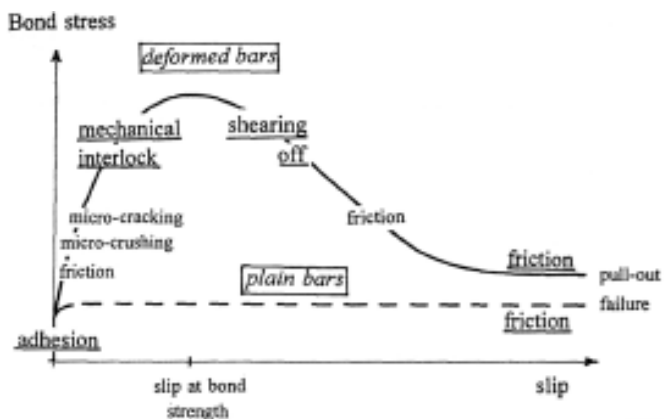 Bond stress
deformed bars
mechanical
interlock
shearing
off
micro-cracking
micro-crushing
friction
friction
friction
pull-out
plain bars
failure
friction
adhesion
slip at bond
strength
slip